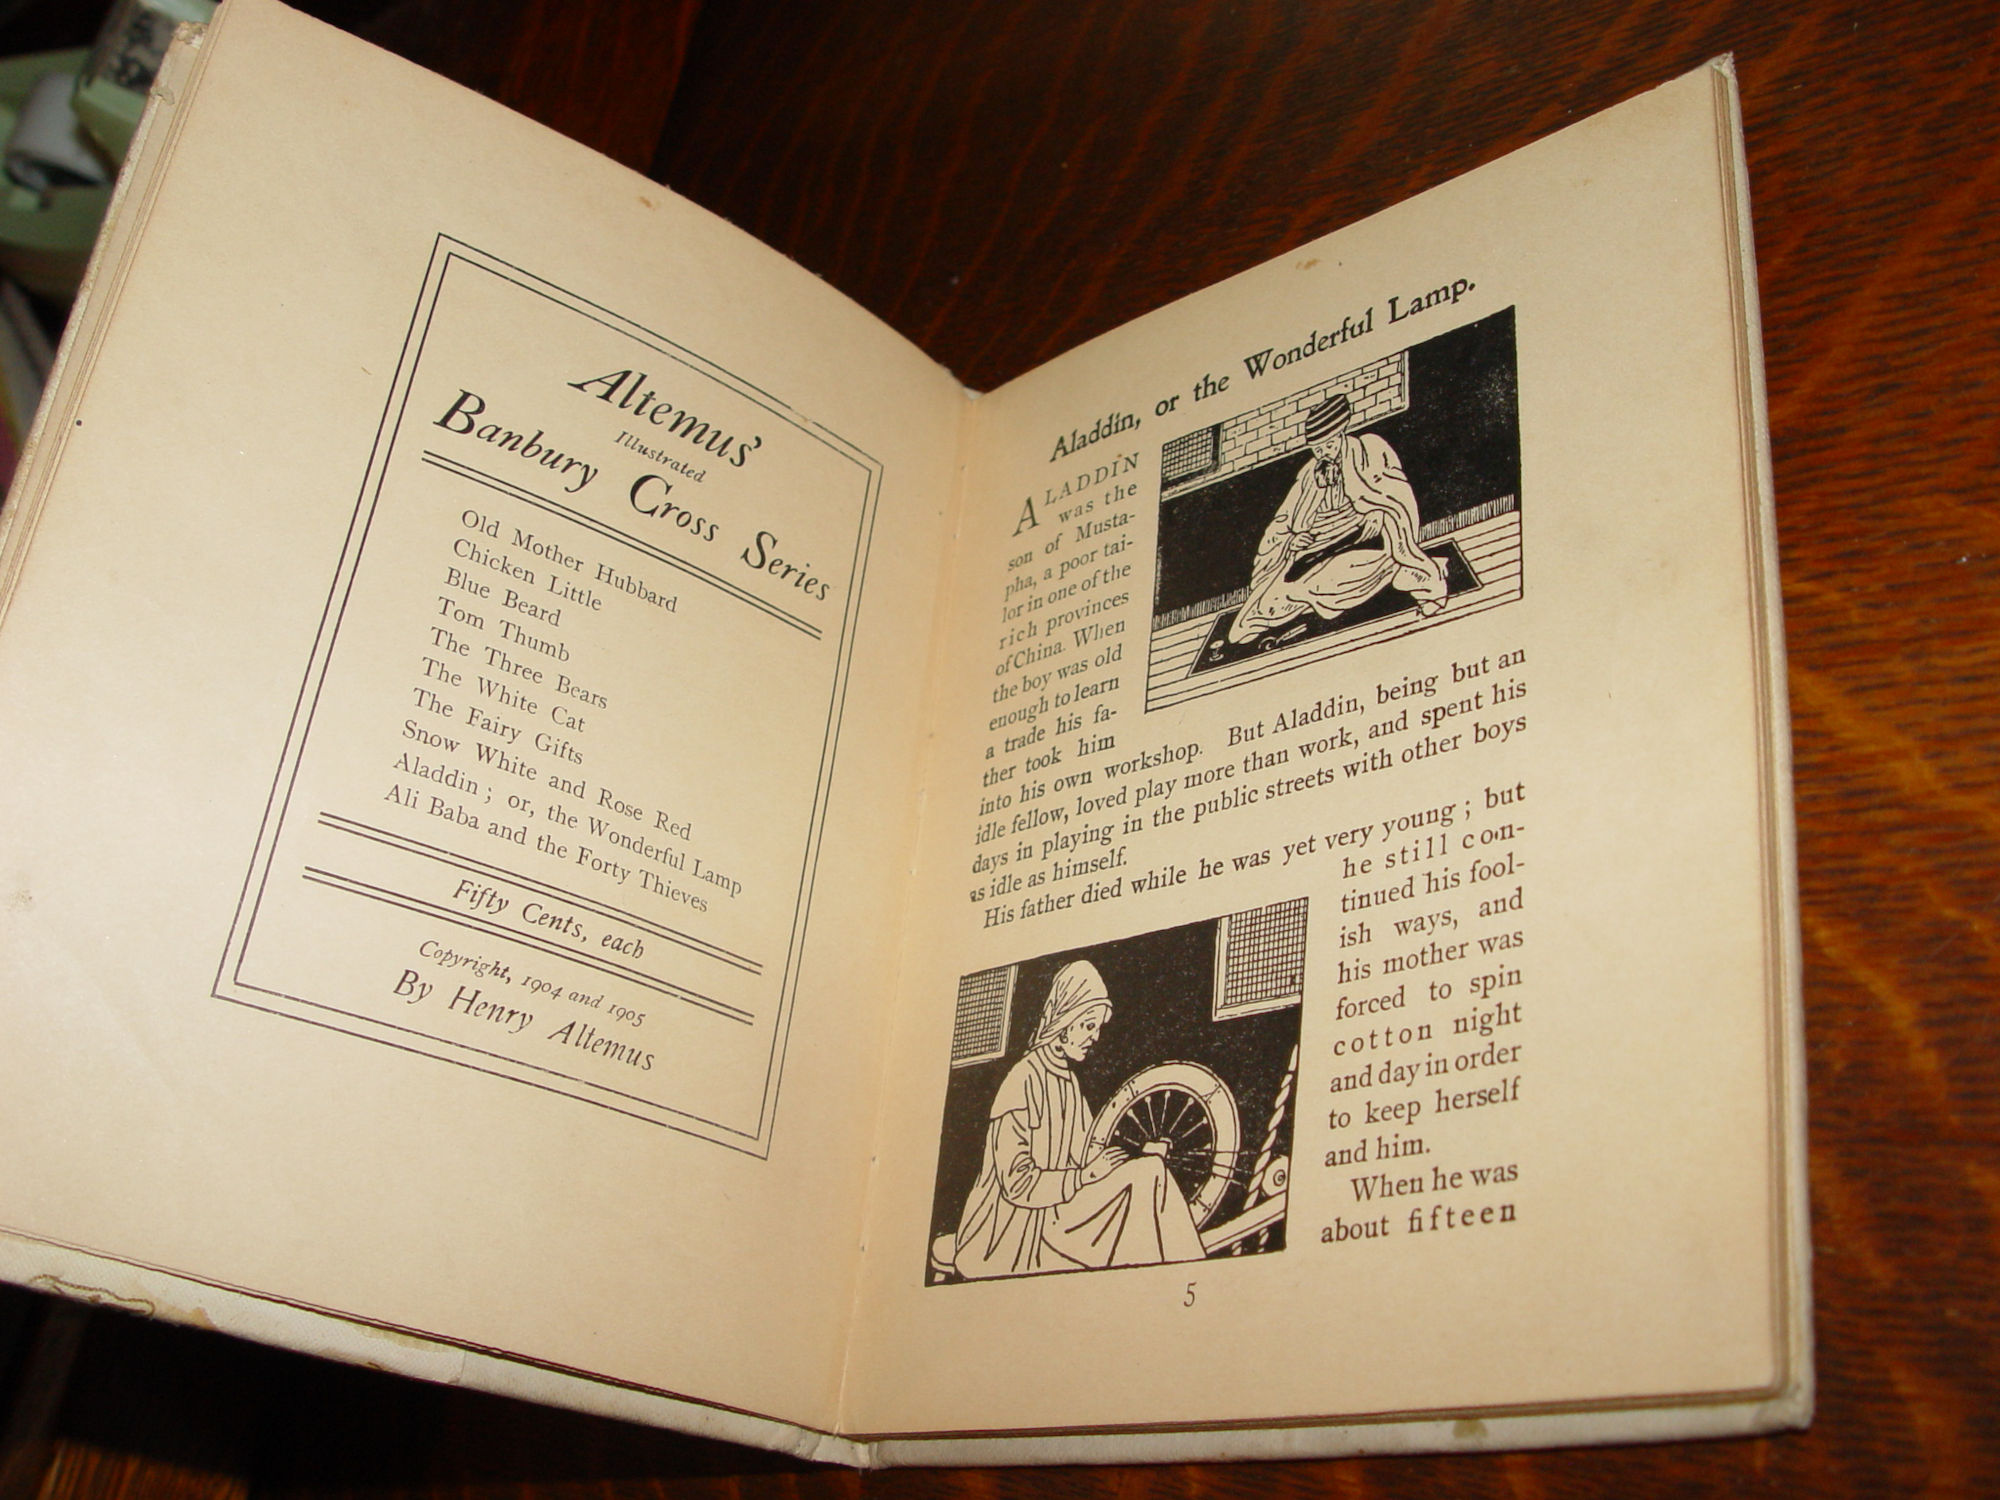 Altemus'
Illustrated
Banbury Cross Series
Old Mother Hubbard
Chicken Little
Blue Beard
Tom Thumb
The Three Bears
The White Cat
The Fairy Gifts
Snow White and Rose Red
Aladdin; or, the Wonderful Lamp
Ali Baba and the Forty Thieves
Fifty Cents, each
Copyright, 1904 and 1905
By Henry Altemus
Aladdin, or the Wonderful Lamp.
ALADDIN
was the
son of Musta-
pha, a poor tai-
lor in one of the
rich provinces
of China. When
the boy was old
enough to learn
a trade his fa-
ther took him
into his own workshop. But Aladdin, being but an
idle fellow, loved play more than work, and spent his
days in playing in the public streets with other boys
as idle as himself.
His father died while he was yet very young; but
he still con-
tinued his fool-
ish ways, and
his mother was
forced to spin
cotton night
and day in order
to keep herself
and him.
When he was
about fifteen
5